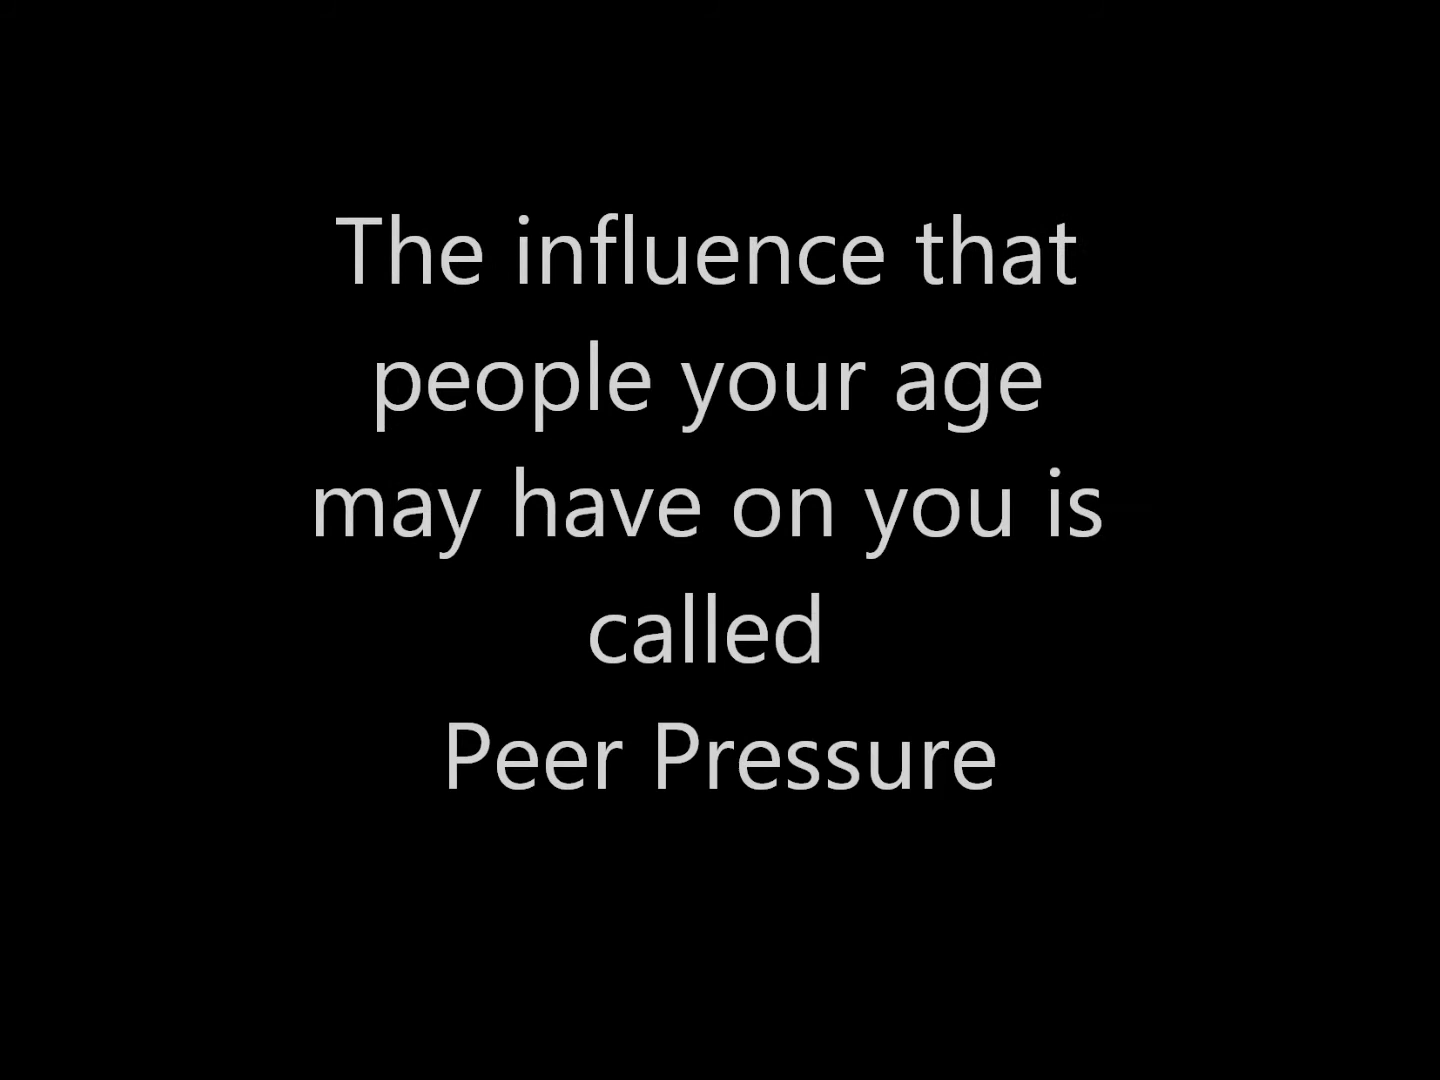 The influence that
people your age
may have on you is
called
Peer Pressure